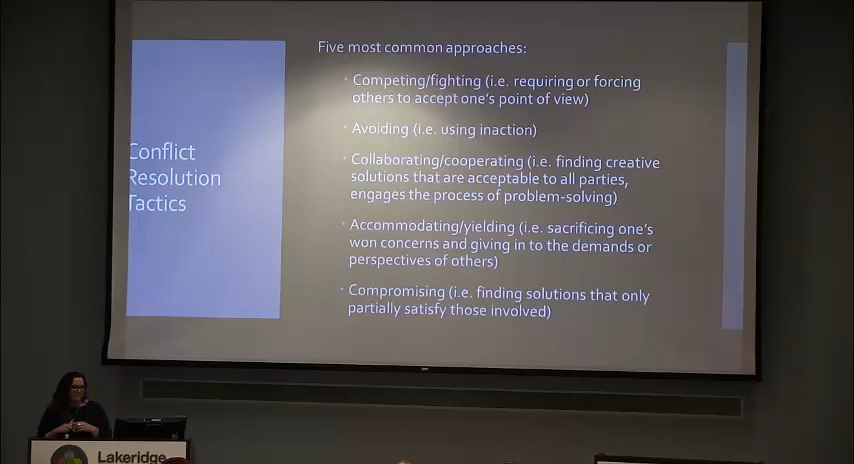 Conflict
Resolution
Tactics
Five most common approaches:
Competing/fighting (i.e. requiring or forcing
others to accept one's point of view)
Avoiding (i.e. using inaction)
Collaborating/cooperating (i.e. finding creative
solutions that are acceptable to all parties,
engages the process of problem-solving)
Accommodating/yielding (i.e. sacrificing one's
won concerns and giving in to the demands or
perspectives of others)
Compromising (i.e. finding solutions that only
partially satisfy those involved)
Lakeridge